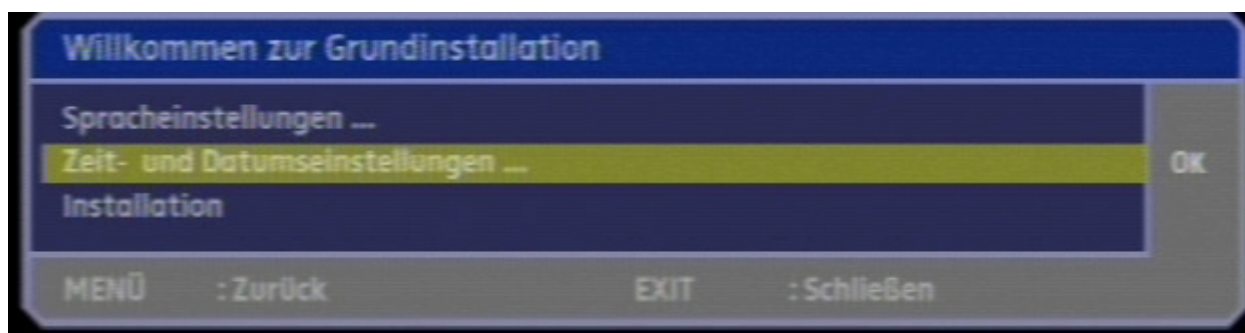 Willkommen zur Grundinstallation
Spracheinstellungen ...
Zeit- und Datumseinstellungen ...
OK
Installation
MENÜ : Zurück EXIT : Schließen